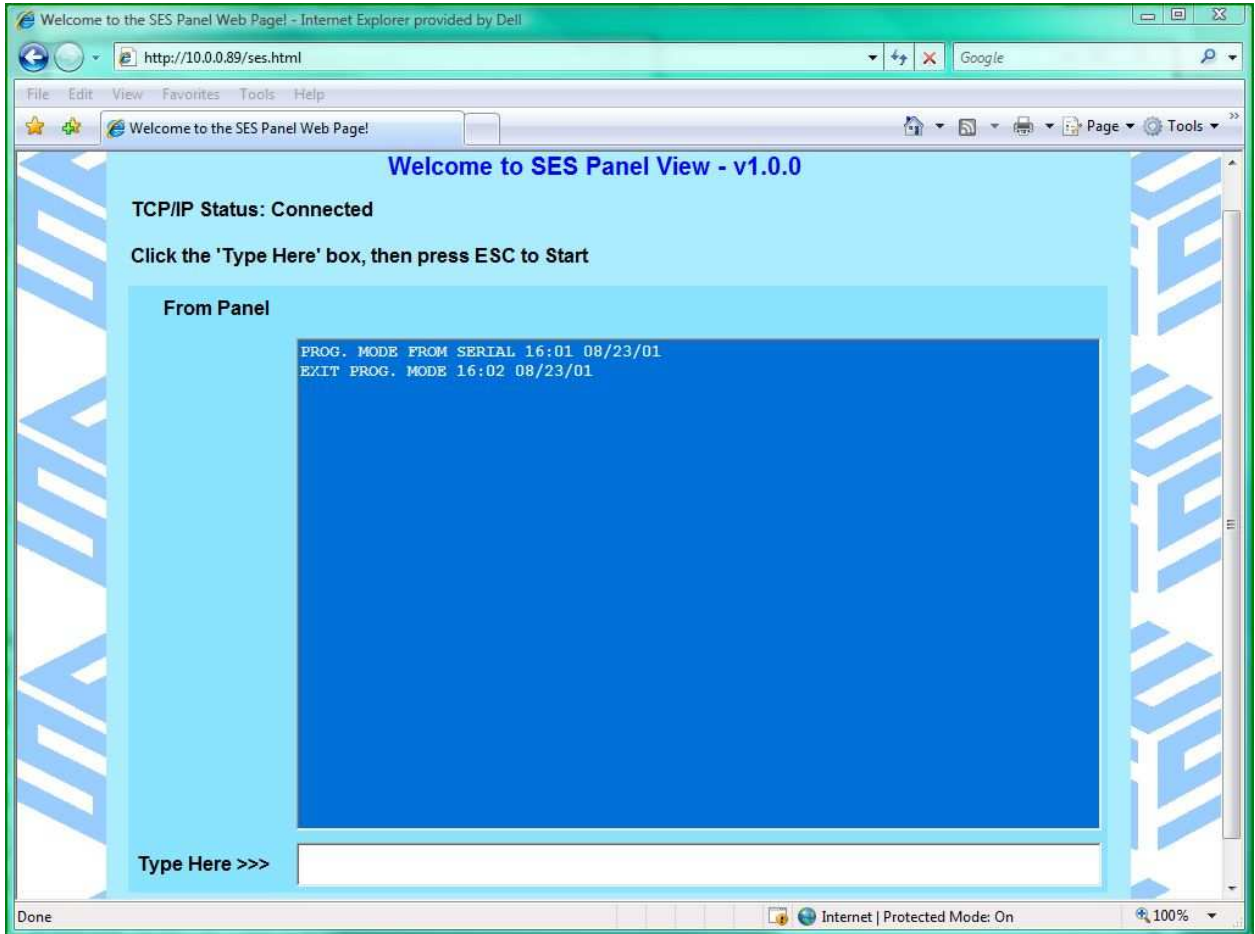 Welcome to the SES Panel Web Page! - Internet Explorer provided by Dell
http://10.0.0.89/ses.html
Google
File Edit View Favorites Tools Help
Welcome to the SES Panel Web Page!
Page Tools
Welcome to SES Panel View - v1.0.0
TCP/IP Status: Connected
Click the 'Type Here' box, then press ESC to Start
From Panel
PROG. MODE FROM SERIAL 16:01 08/23/01
EXIT PROG. MODE 16:02 08/23/01
Type Here >>>
Done
Internet | Protected Mode: On
100%